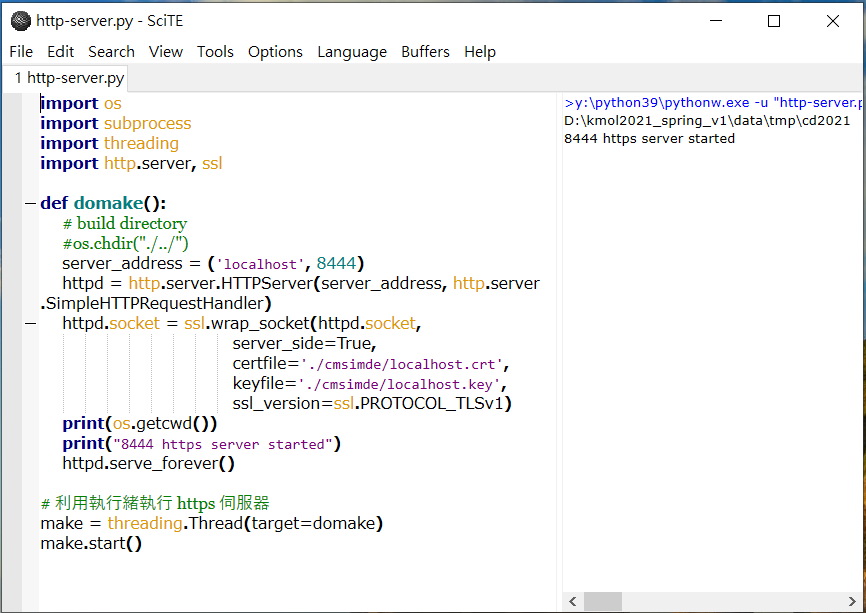 http-server.py - SciTE
File Edit Search View Tools Options Language Buffers Help
1 http-server.py
import os
import subprocess
import threading
import http.server, ssl
def domake():
# build directory
#os.chdir("./../")
server_address = ('localhost', 8444)
httpd = http.server.HTTPServer(server_address, http.server
.SimpleHTTPRequestHandler)
httpd.socket = ssl.wrap_socket(httpd.socket,
server_side=True,
certfile='./cmsimde/localhost.crt',
keyfile='./cmsimde/localhost.key',
ssl_version=ssl.PROTOCOL_TLSv1)
print(os.getcwd())
print("8444 https server started")
httpd.serve_forever()
# 利用執行緒執行 https 伺服器
make = threading.Thread(target=domake)
make.start()
>y:\python39\pythonw.exe -u "http-server.p
D:\kmol2021_spring_v1\data\tmp\cd2021
8444 https server started